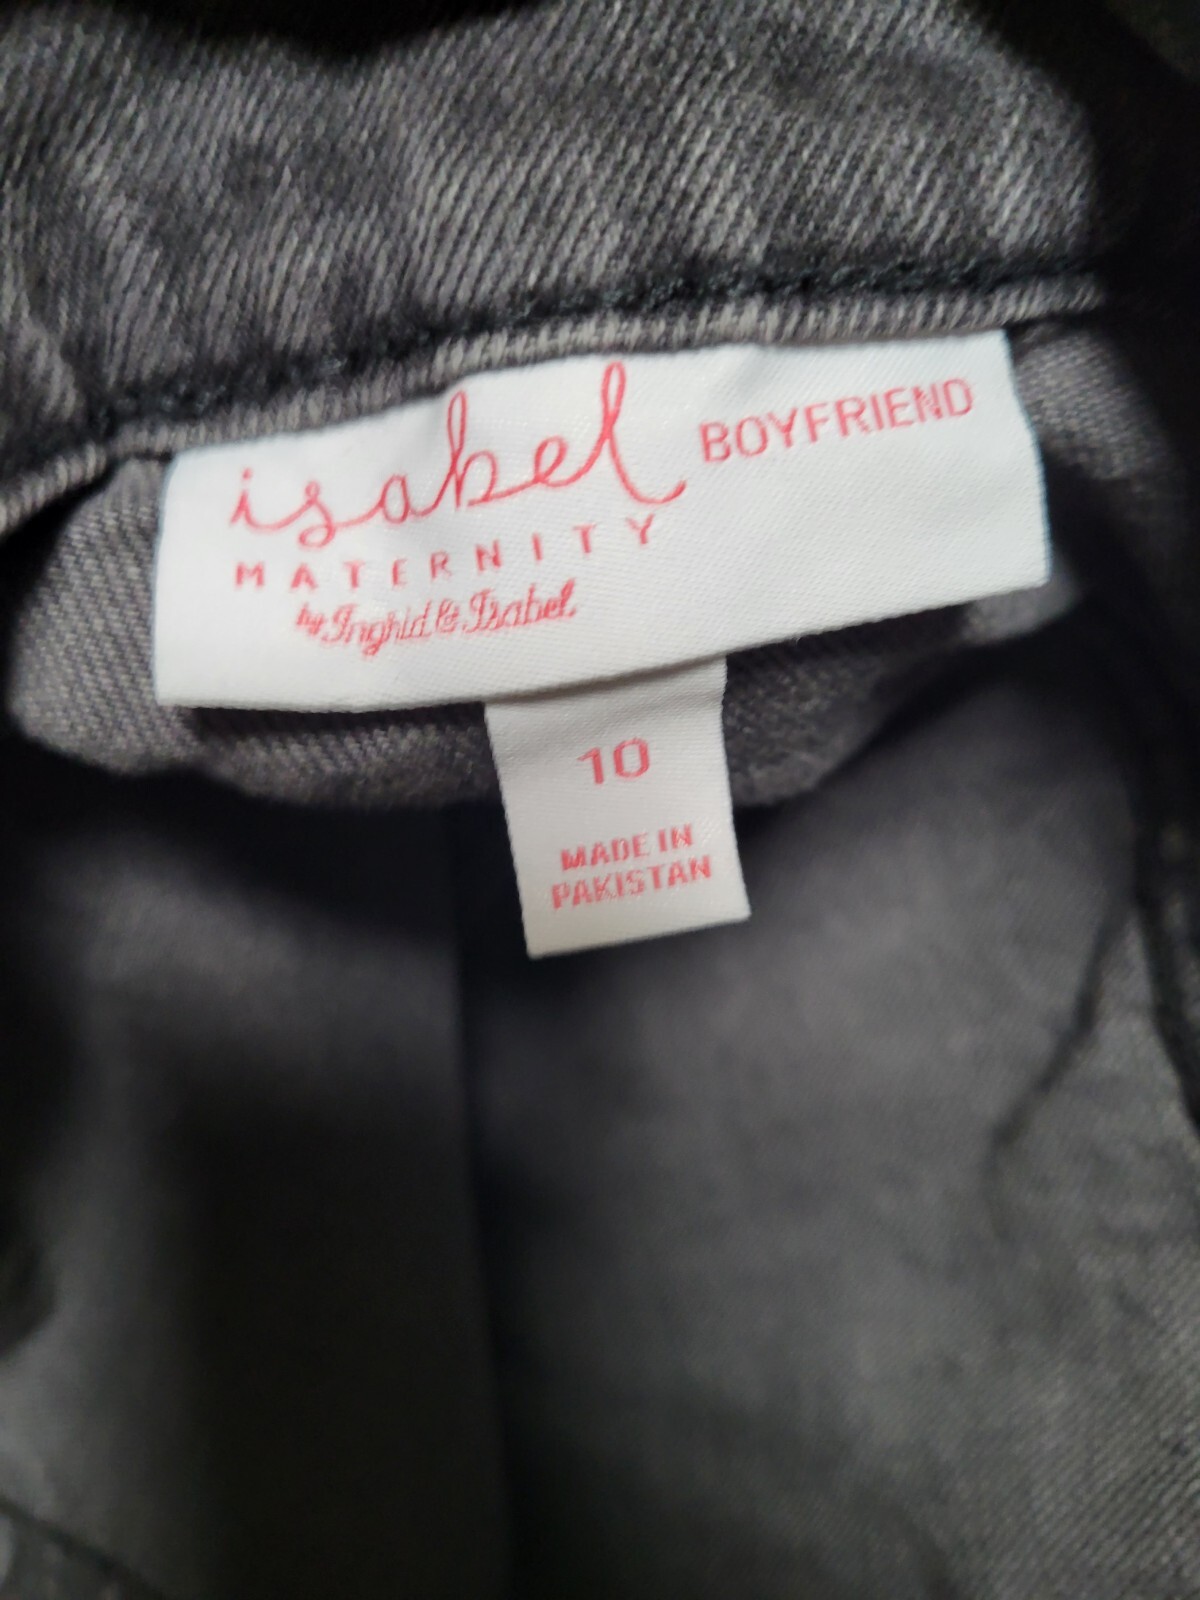 isabel BOYFRIEND
MATERNITY
by Ingrid & Isabel
10
MADE IN
PAKISTAN